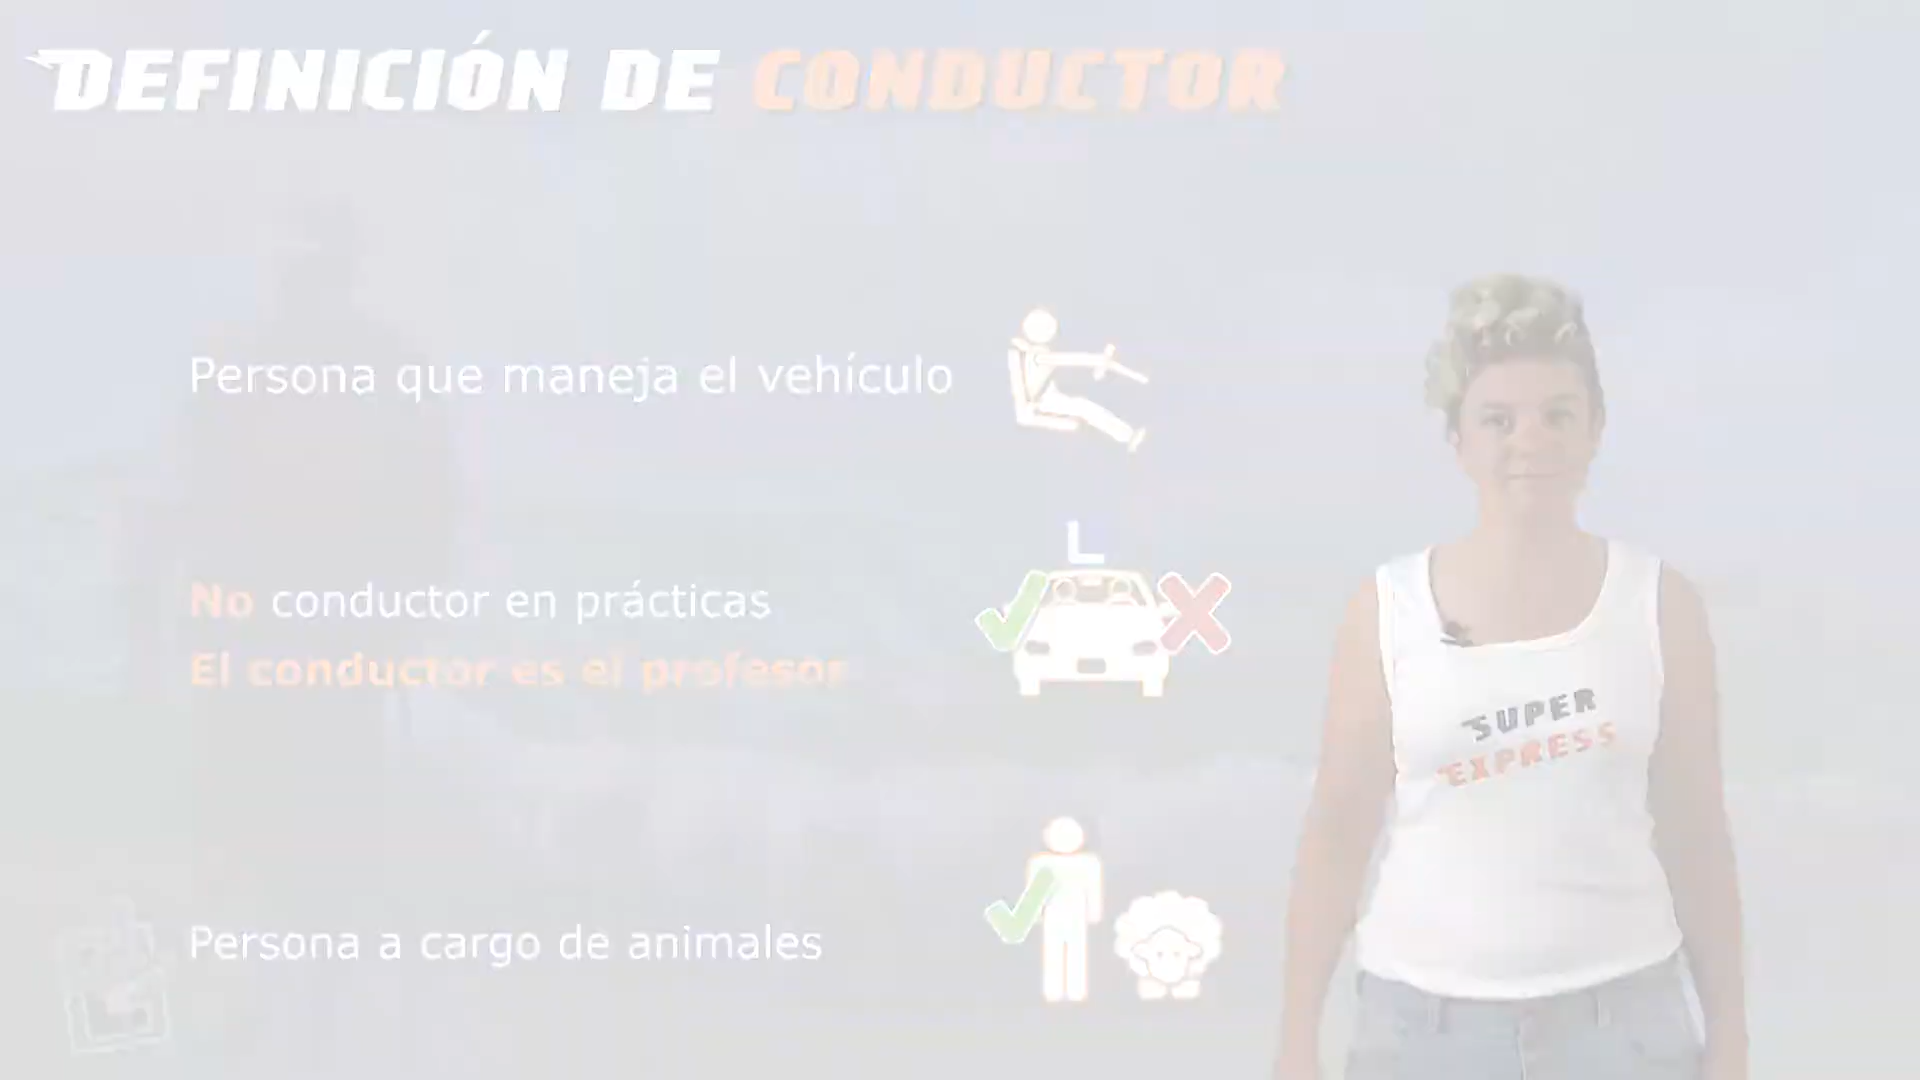 DEFINICIÓN DE CONDUCTOR
Persona que maneja el vehículo
L
No conductor en prácticas
El conductor es el profesor
Persona a cargo de animales
SUPER
EXPRESS